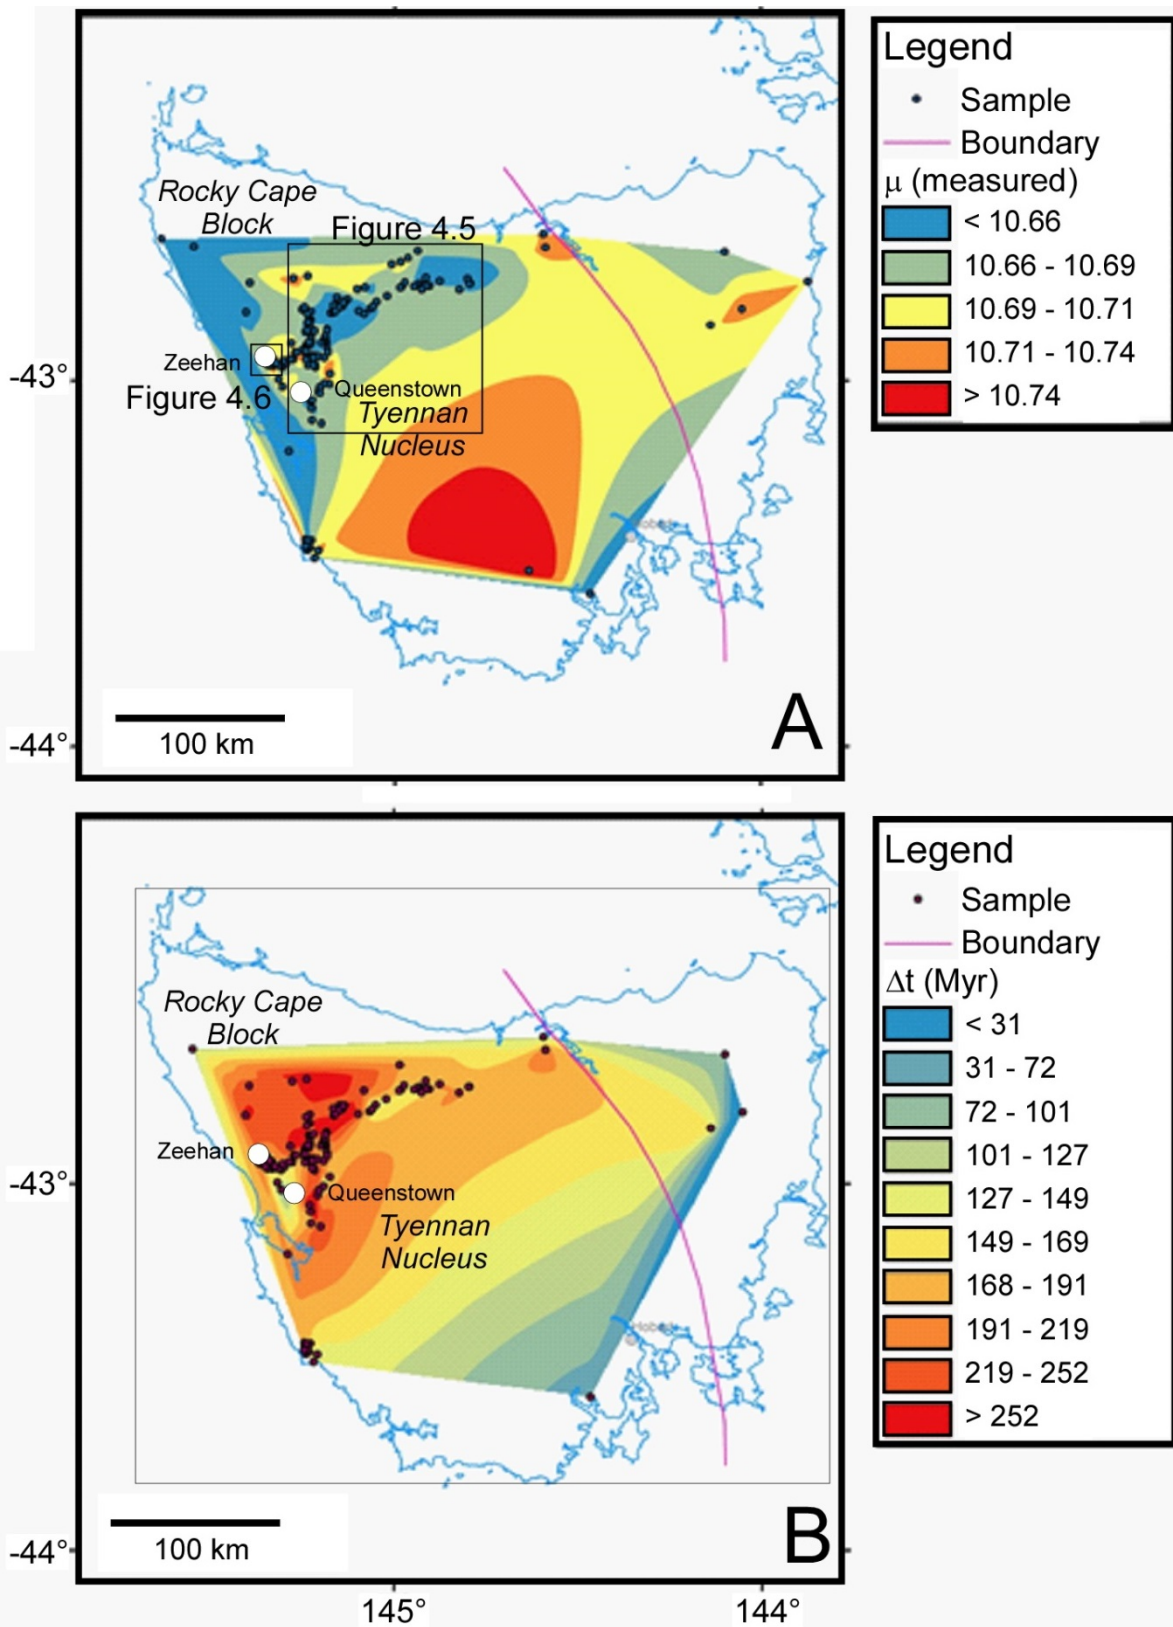 Legend
Sample
Boundary
μ (measured)
< 10.66
10.66 - 10.69
10.69 - 10.71
10.71 - 10.74
> 10.74
Rocky Cape
Block
Figure 4.5
Zeehan
-43°
Figure 4.6
Queenstown
Tyennan
Nucleus
Hobart
100 km
A
-44°
Legend
Sample
Boundary
Δt (Myr)
< 31
31 - 72
72 - 101
101 - 127
127 - 149
149 - 169
168 - 191
191 - 219
219 - 252
> 252
Rocky Cape
Block
Zeehan
-43°
Queenstown
Tyennan
Nucleus
Hobart
100 km
B
-44°
145°
144°